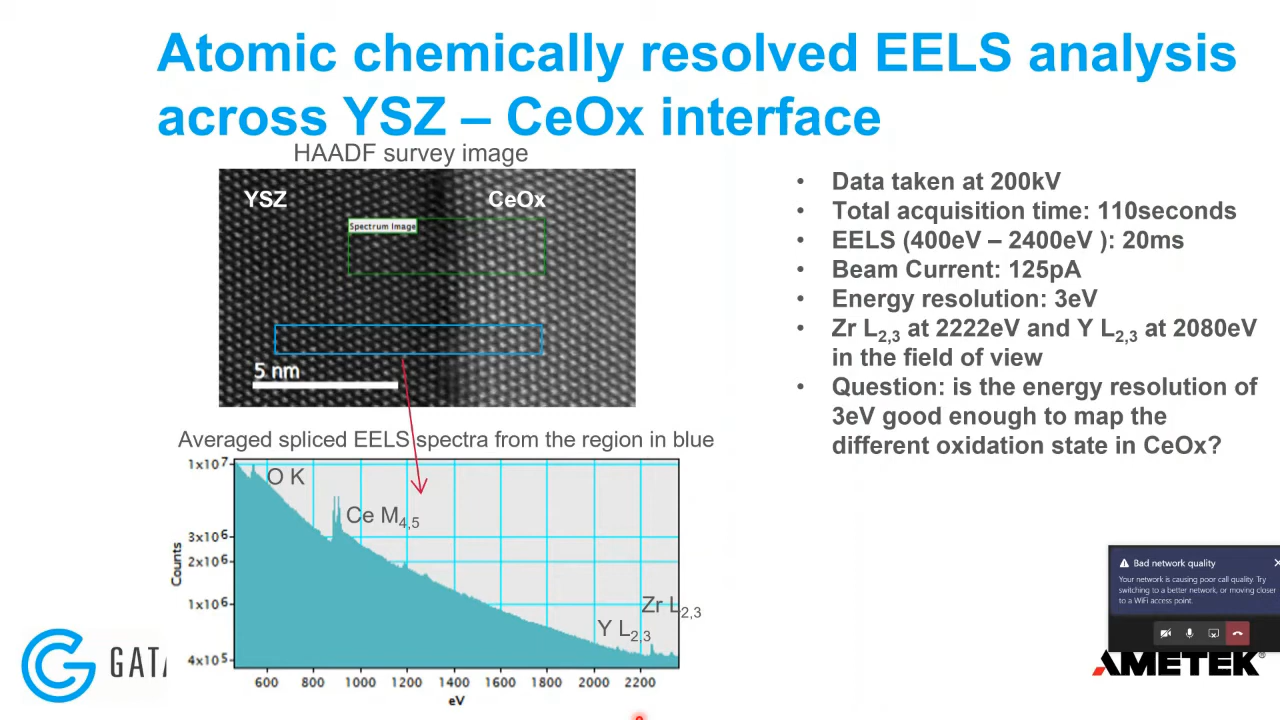 Atomic chemically resolved EELS analysis
across YSZ – CeOx interface
HAADF survey image
YSZ
CeOx
Spectrum Image
5 nm
Averaged spliced EELS spectra from the region in blue
1x10⁷
3x10⁶
2x10⁶
1x10⁶
4x10⁵
Counts
O K
Ce M4,5
Y L2,3
Zr L2,3
600 800 1000 1200 1400 1600 1800 2000 2200
eV
• Data taken at 200kV
• Total acquisition time: 110seconds
• EELS (400eV – 2400eV ): 20ms
• Beam Current: 125pA
• Energy resolution: 3eV
• Zr L2,3 at 2222eV and Y L2,3 at 2080eV
in the field of view
• Question: is the energy resolution of
3eV good enough to map the
different oxidation state in CeOx?
Bad network quality
Your network is causing poor call quality. Try
switching to a better network, or moving closer
to a WiFi access point.
GATA
AMETEK®